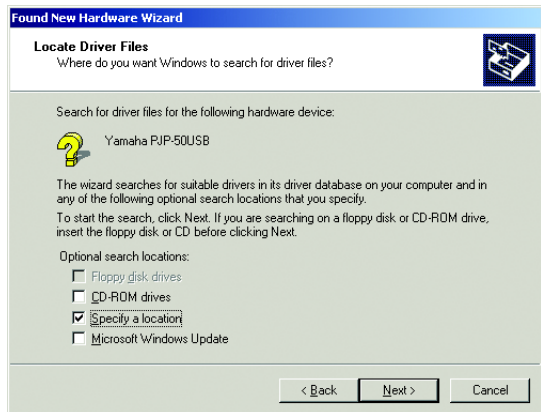 Found New Hardware Wizard
Locate Driver Files
Where do you want Windows to search for driver files?
Search for driver files for the following hardware device:
Yamaha PJP-50USB
The wizard searches for suitable drivers in its driver database on your computer and in
any of the following optional search locations that you specify.
To start the search, click Next. If you are searching on a floppy disk or CD-ROM drive,
insert the floppy disk or CD before clicking Next.
Optional search locations:
Floppy disk drives
CD-ROM drives
Specify a location
Microsoft Windows Update
< Back
Next >
Cancel